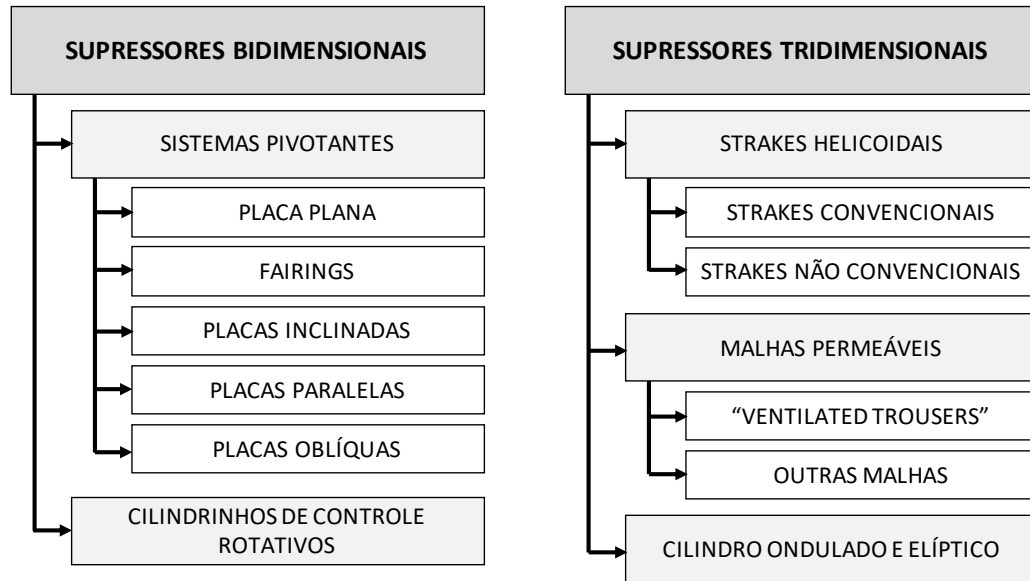 SUPRESSORES BIDIMENSIONAIS
SISTEMAS PIVOTANTES
PLACA PLANA
FAIRINGS
PLACAS INCLINADAS
PLACAS PARALELAS
PLACAS OBLÍQUAS
CILINDRINHOS DE CONTROLE
ROTATIVOS
SUPRESSORES TRIDIMENSIONAIS
STRAKES HELICOIDAIS
STRAKES CONVENCIONAIS
STRAKES NÃO CONVENCIONAIS
MALHAS PERMEÁVEIS
“VENTILATED TROUSERS”
OUTRAS MALHAS
CILINDRO ONDULADO E ELÍPTICO